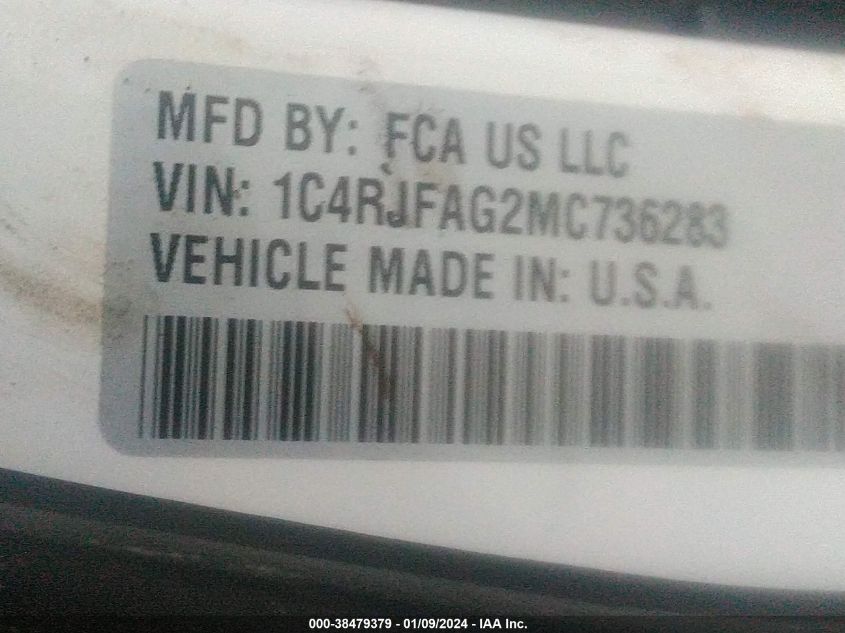 MFD BY: FCA US LLC
VIN: 1C4RJFAG2MC736283
VEHICLE MADE IN: U.S.A.
000-38479379 - 01/09/2024 - IAA Inc.